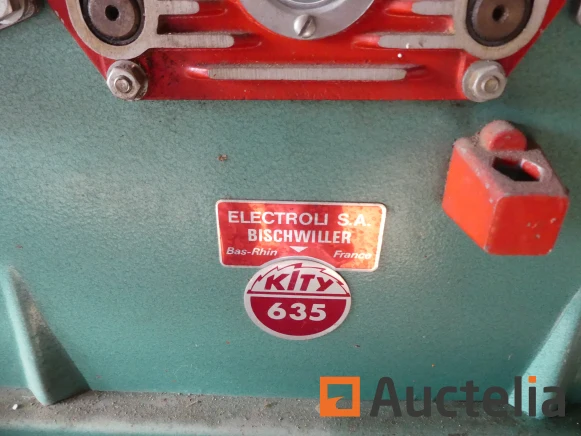 ELECTROLI S.A.
BISCHWILLER
Bas-Rhin France
KITY
635
Auctelia